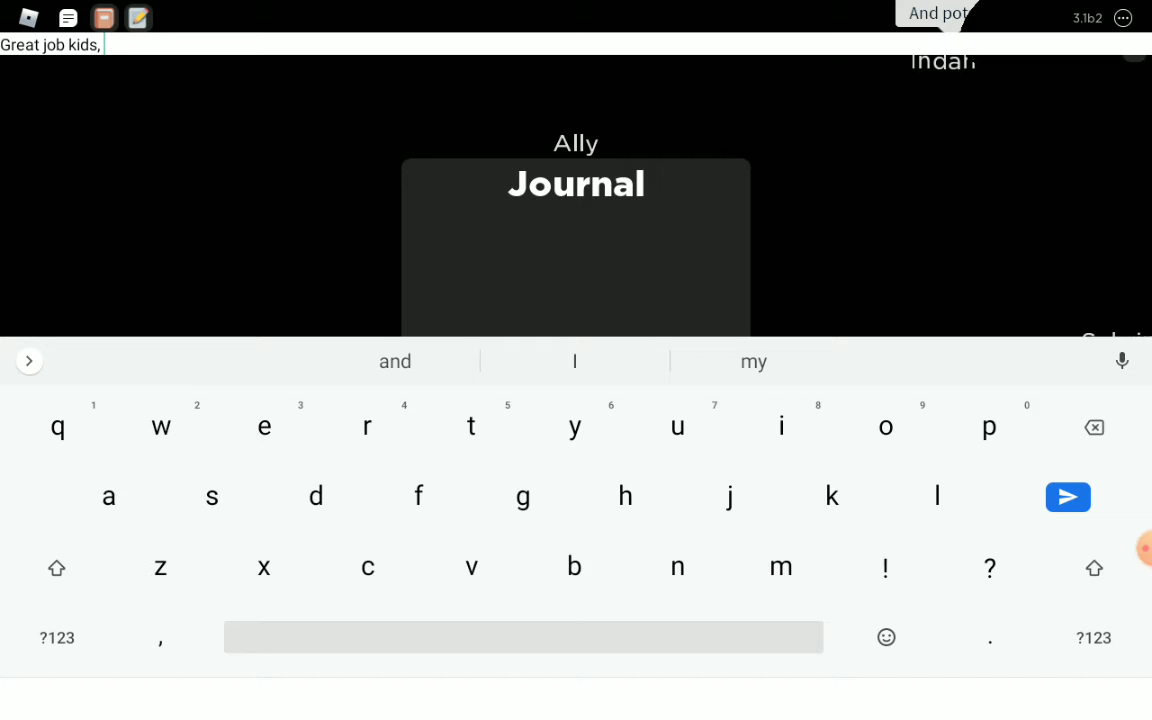 And pot
3.1b2
Great job kids,
Indah
Ally
Journal
and I my
1 2 3 4 5 6 7 8 9 0
q w e r t y u i o p
a s d f g h j k l
z x c v b n m ! ?
?123 , . ?123